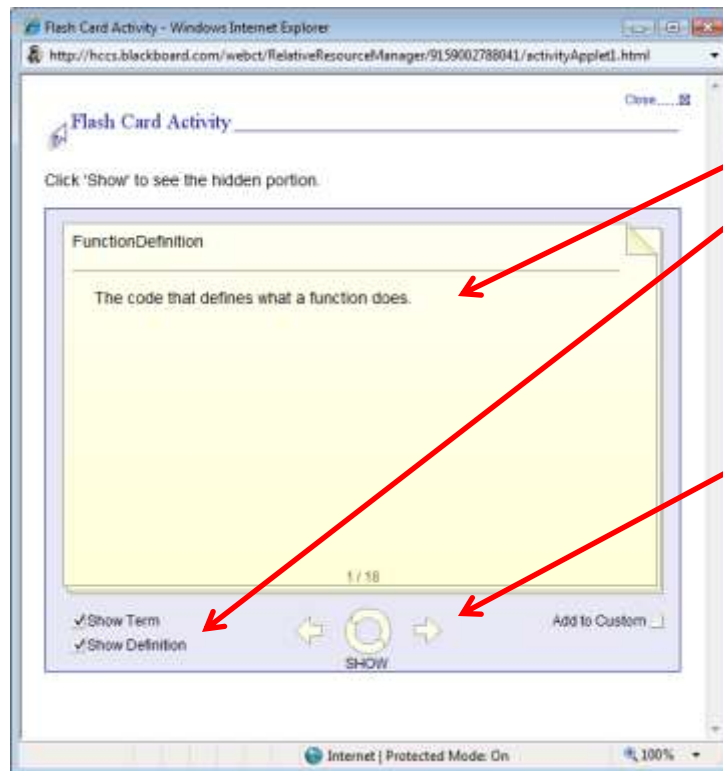 Flash Card Activity - Windows Internet Explorer
http://hccs.blackboard.com/webct/RelativeResourceManager/9159002788041/activityApplet1.html
Close
Flash Card Activity
Click 'Show' to see the hidden portion.
FunctionDefinition
The code that defines what a function does.
1 / 18
Show Term
Add to Custom
Show Definition
SHOW
Internet | Protected Mode: On
100%